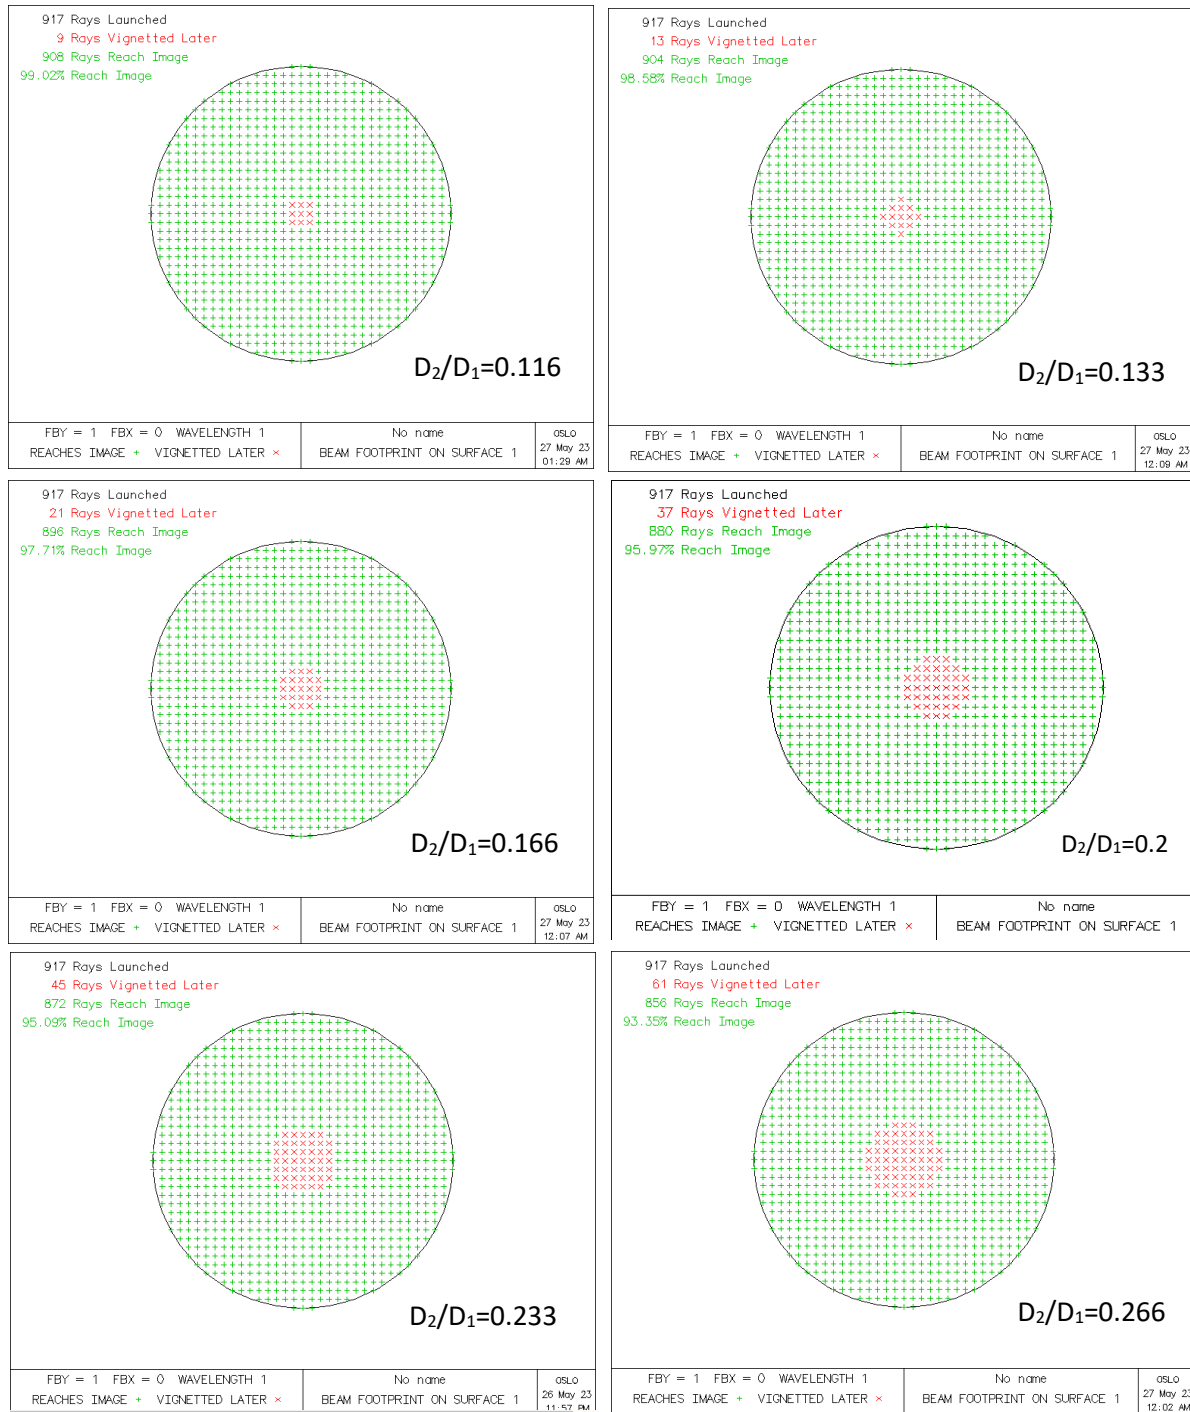 917 Rays Launched
9 Rays Vignetted Later
908 Rays Reach Image
99.02% Reach Image
D₂/D₁=0.116
FBY = 1 FBX = 0 WAVELENGTH 1
REACHES IMAGE + VIGNETTED LATER ×
No name
BEAM FOOTPRINT ON SURFACE 1
OSLO
27 May 23
01:29 AM
917 Rays Launched
13 Rays Vignetted Later
904 Rays Reach Image
98.58% Reach Image
D₂/D₁=0.133
FBY = 1 FBX = 0 WAVELENGTH 1
REACHES IMAGE + VIGNETTED LATER ×
No name
BEAM FOOTPRINT ON SURFACE 1
OSLO
27 May 23
12:09 AM
917 Rays Launched
21 Rays Vignetted Later
896 Rays Reach Image
97.71% Reach Image
D₂/D₁=0.166
FBY = 1 FBX = 0 WAVELENGTH 1
REACHES IMAGE + VIGNETTED LATER ×
No name
BEAM FOOTPRINT ON SURFACE 1
OSLO
27 May 23
12:07 AM
917 Rays Launched
37 Rays Vignetted Later
880 Rays Reach Image
95.97% Reach Image
D₂/D₁=0.2
FBY = 1 FBX = 0 WAVELENGTH 1
REACHES IMAGE + VIGNETTED LATER ×
No name
BEAM FOOTPRINT ON SURFACE 1
917 Rays Launched
45 Rays Vignetted Later
872 Rays Reach Image
95.09% Reach Image
D₂/D₁=0.233
FBY = 1 FBX = 0 WAVELENGTH 1
REACHES IMAGE + VIGNETTED LATER ×
No name
BEAM FOOTPRINT ON SURFACE 1
OSLO
26 May 23
11:57 PM
917 Rays Launched
61 Rays Vignetted Later
856 Rays Reach Image
93.35% Reach Image
D₂/D₁=0.266
FBY = 1 FBX = 0 WAVELENGTH 1
REACHES IMAGE + VIGNETTED LATER ×
No name
BEAM FOOTPRINT ON SURFACE 1
OSLO
27 May 23
12:02 AM